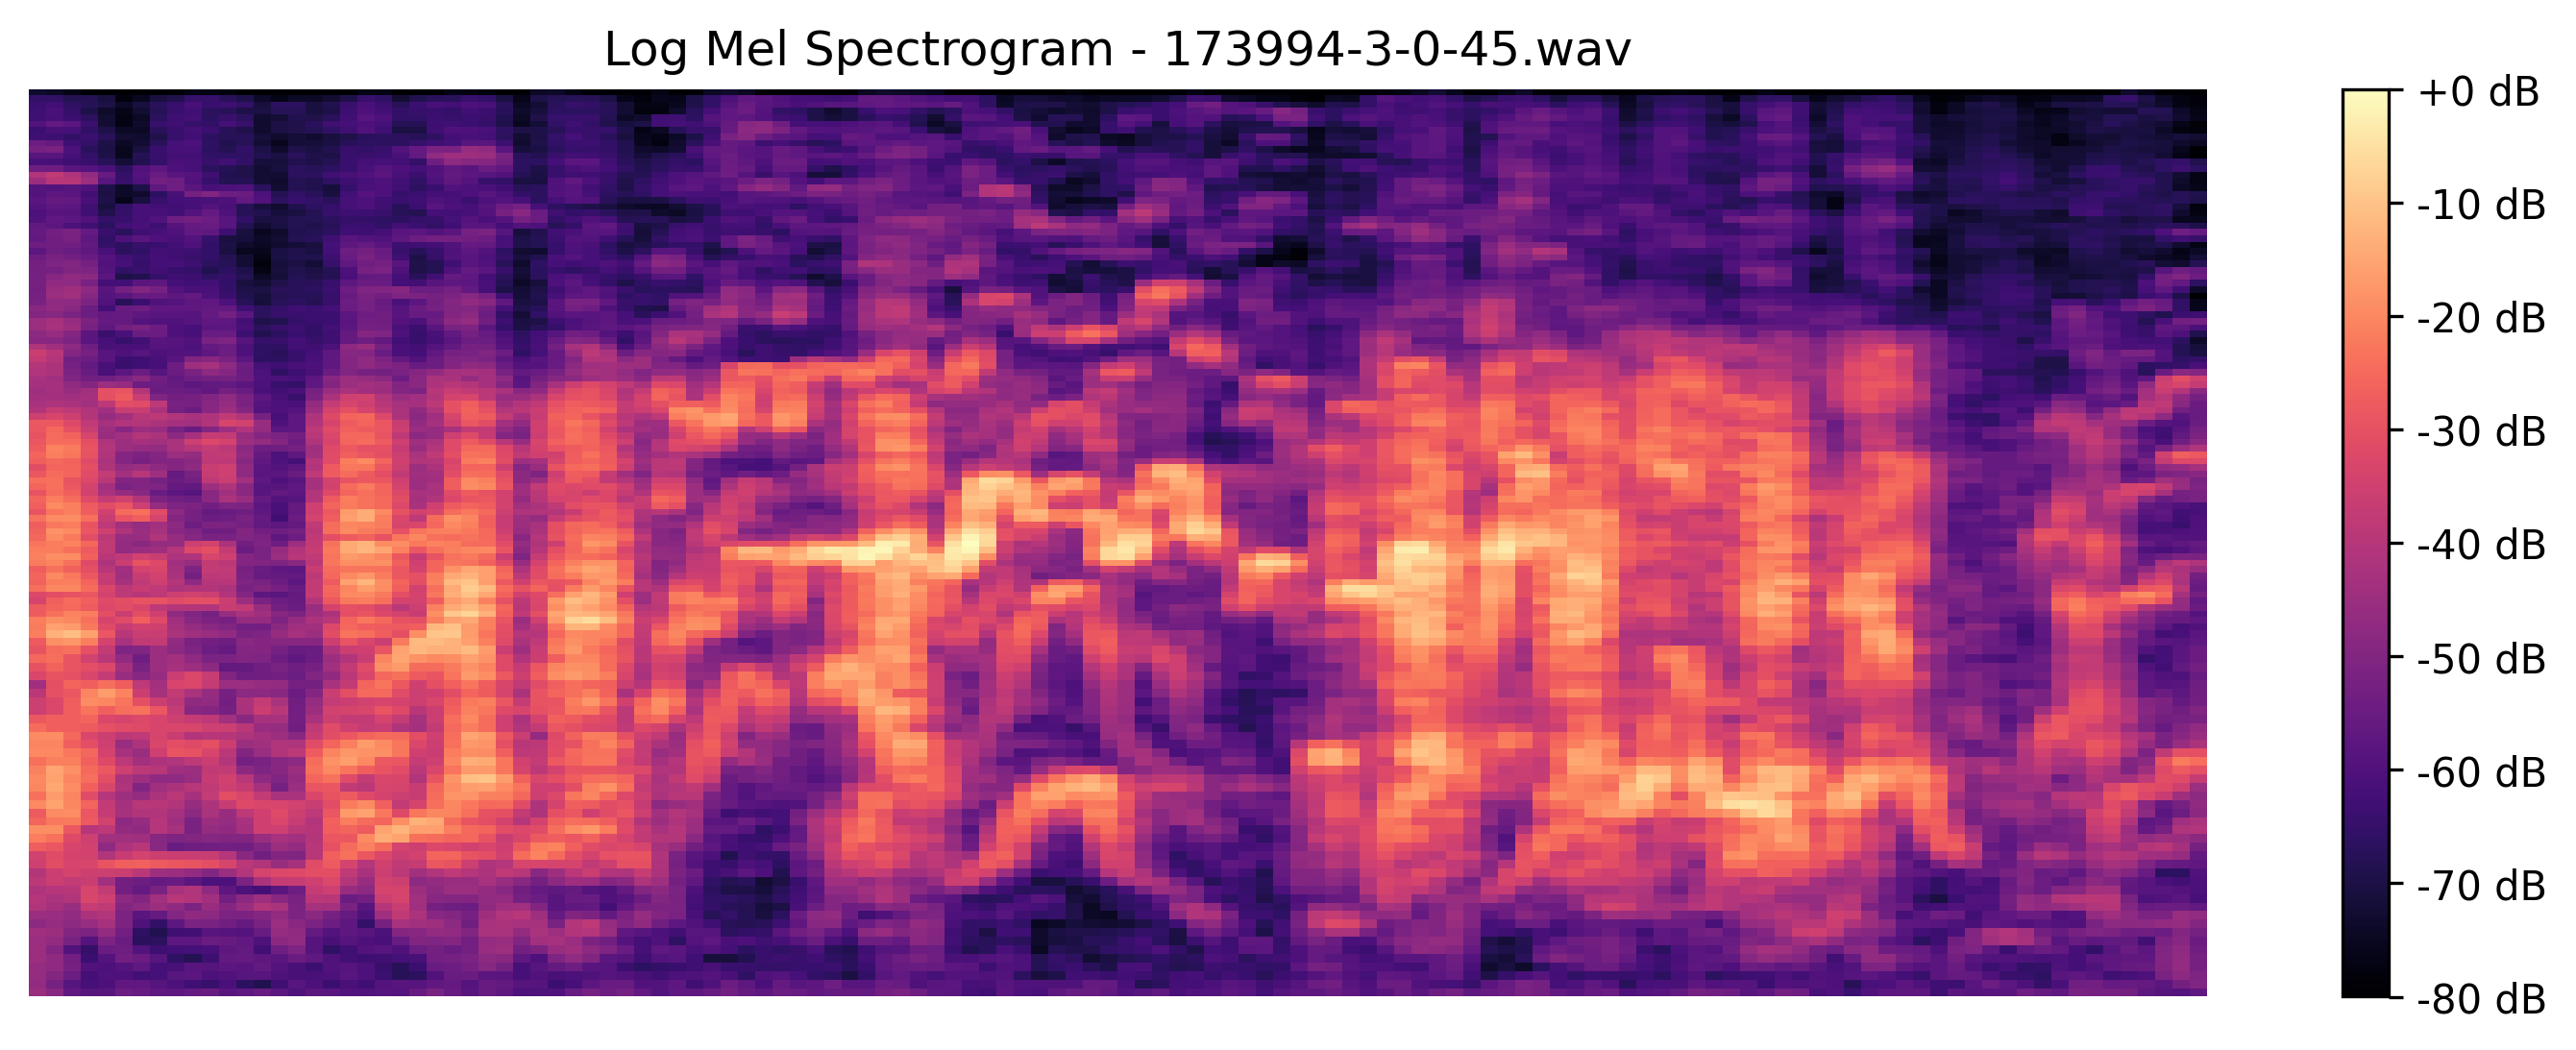 Log Mel Spectrogram - 173994-3-0-45.wav
+0 dB
-10 dB
-20 dB
-30 dB
-40 dB
-50 dB
-60 dB
-70 dB
-80 dB